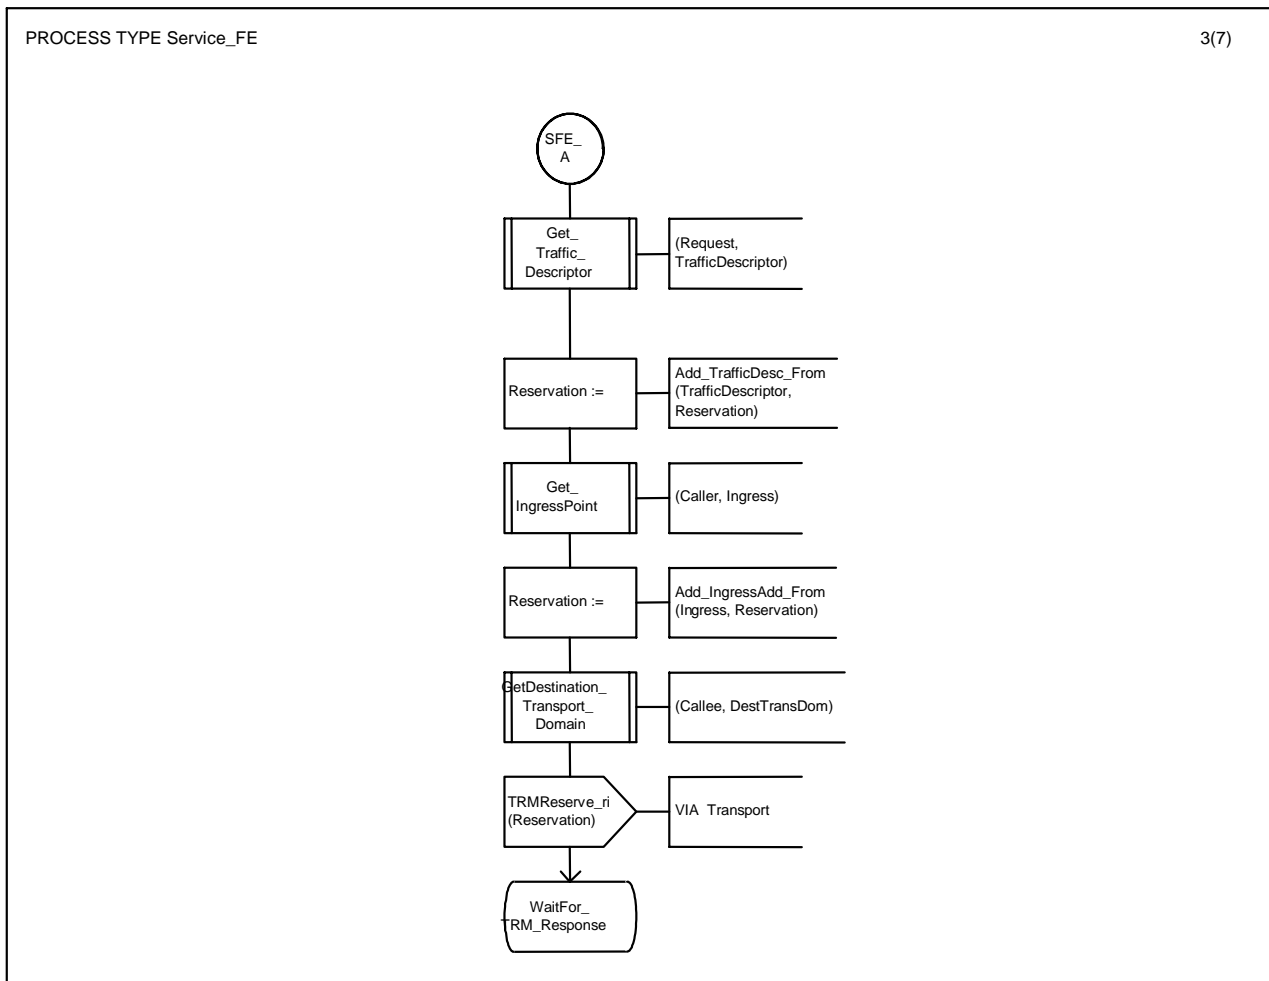 PROCESS TYPE Service_FE
3(7)
SFE_
A
Get_
Traffic_
Descriptor
(Request,
TrafficDescriptor)
Reservation :=
Add_TrafficDesc_From
(TrafficDescriptor,
Reservation)
Get_
IngressPoint
(Caller, Ingress)
Reservation :=
Add_IngressAdd_From
(Ingress, Reservation)
GetDestination_
Transport_
Domain
(Callee, DestTransDom)
TRMReserve_ri
(Reservation)
VIA Transport
WaitFor_
TRM_Response